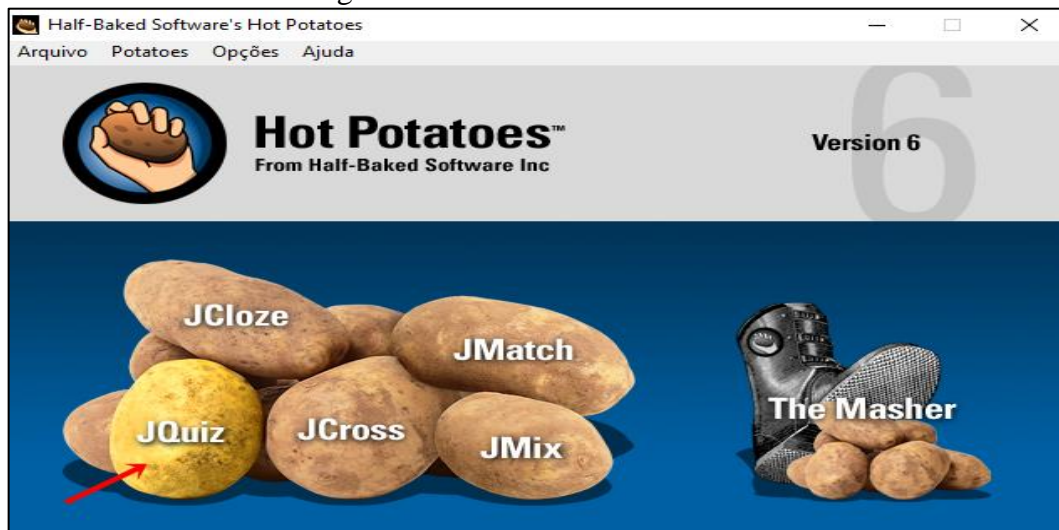 Half-Baked Software's Hot Potatoes
Arquivo Potatoes Opções Ajuda
Hot Potatoes™
From Half-Baked Software Inc
Version 6
6
JCloze
JMatch
JQuiz
JCross
JMix
The Masher